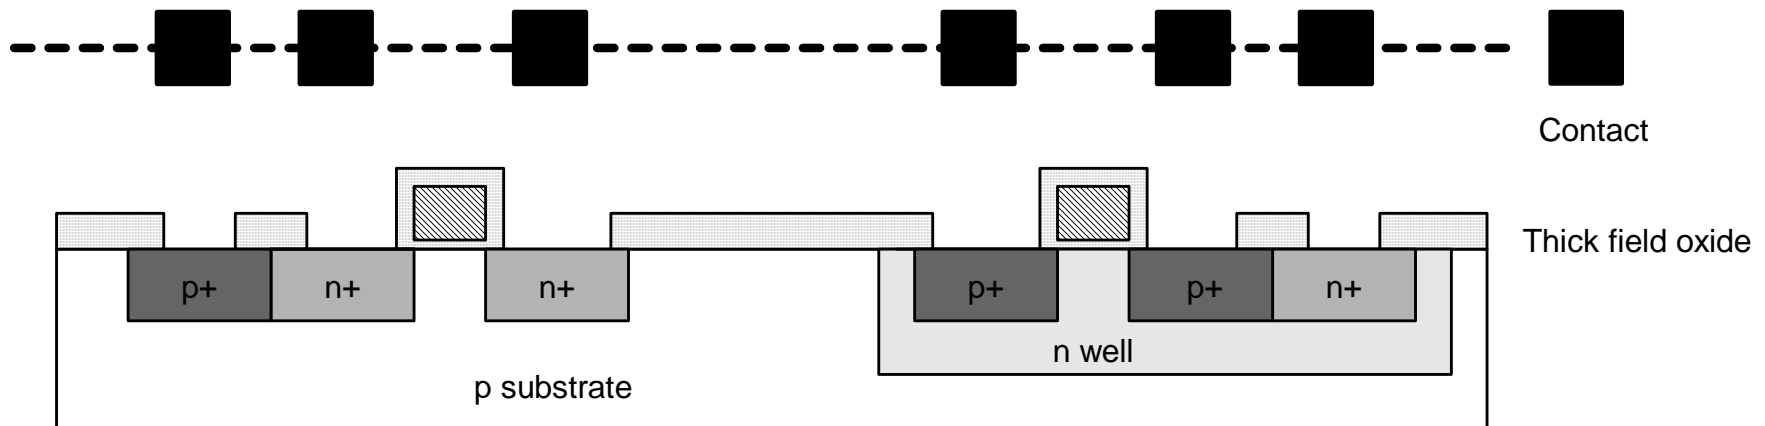 Contact
Thick field oxide
p+ n+ n+ p+ p+ n+
n well
p substrate